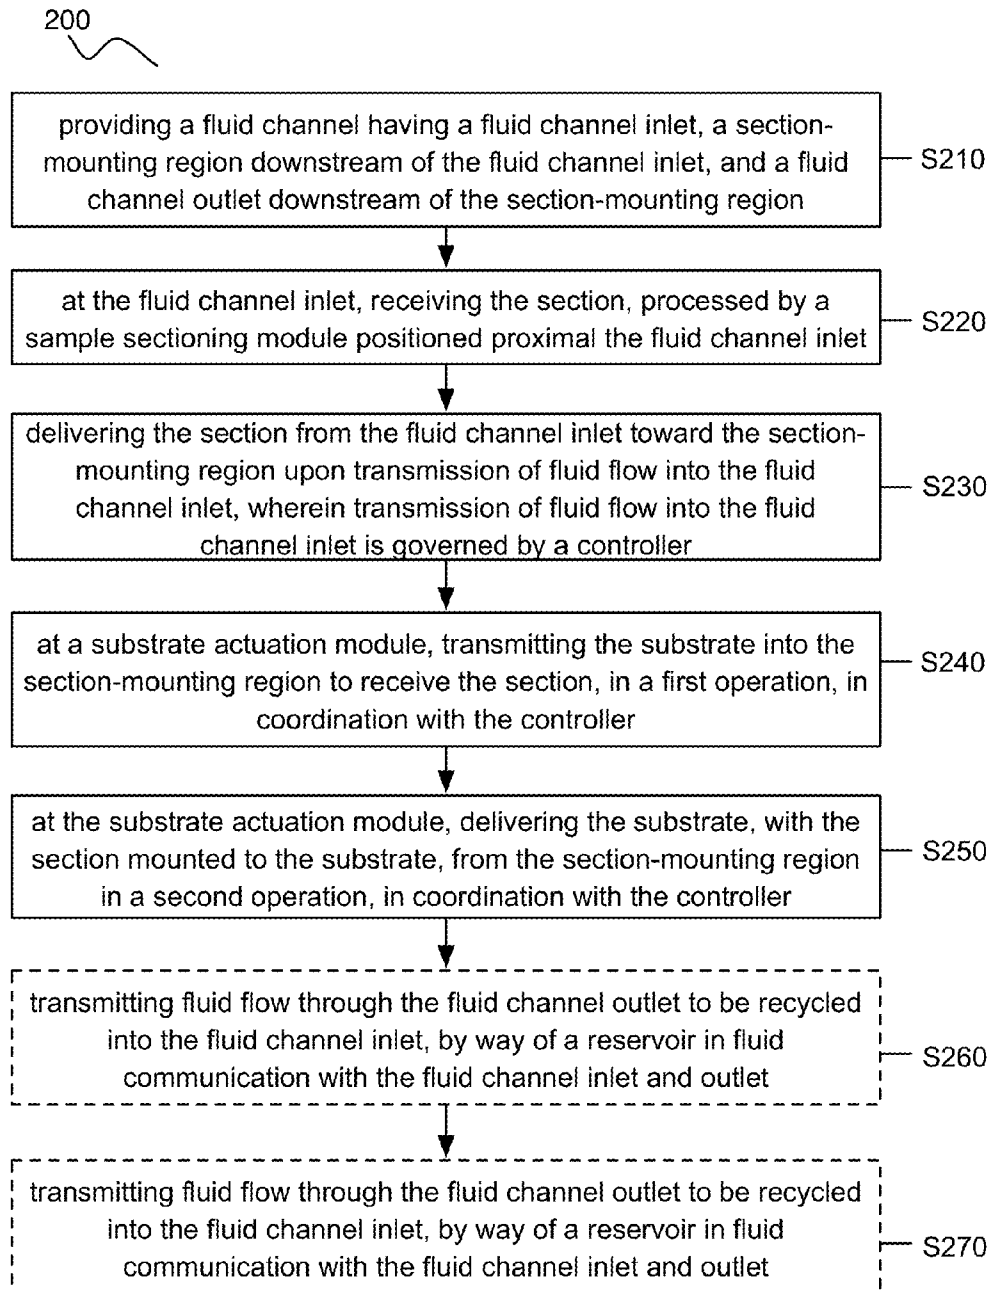 200
providing a fluid channel having a fluid channel inlet, a section-
mounting region downstream of the fluid channel inlet, and a fluid
channel outlet downstream of the section-mounting region
S210
at the fluid channel inlet, receiving the section, processed by a
sample sectioning module positioned proximal the fluid channel inlet
S220
delivering the section from the fluid channel inlet toward the section-
mounting region upon transmission of fluid flow into the fluid
channel inlet, wherein transmission of fluid flow into the fluid
channel inlet is governed by a controller
S230
at a substrate actuation module, transmitting the substrate into the
section-mounting region to receive the section, in a first operation, in
coordination with the controller
S240
at the substrate actuation module, delivering the substrate, with the
section mounted to the substrate, from the section-mounting region
in a second operation, in coordination with the controller
S250
transmitting fluid flow through the fluid channel outlet to be recycled
into the fluid channel inlet, by way of a reservoir in fluid
communication with the fluid channel inlet and outlet
S260
transmitting fluid flow through the fluid channel outlet to be recycled
into the fluid channel inlet, by way of a reservoir in fluid
communication with the fluid channel inlet and outlet
S270